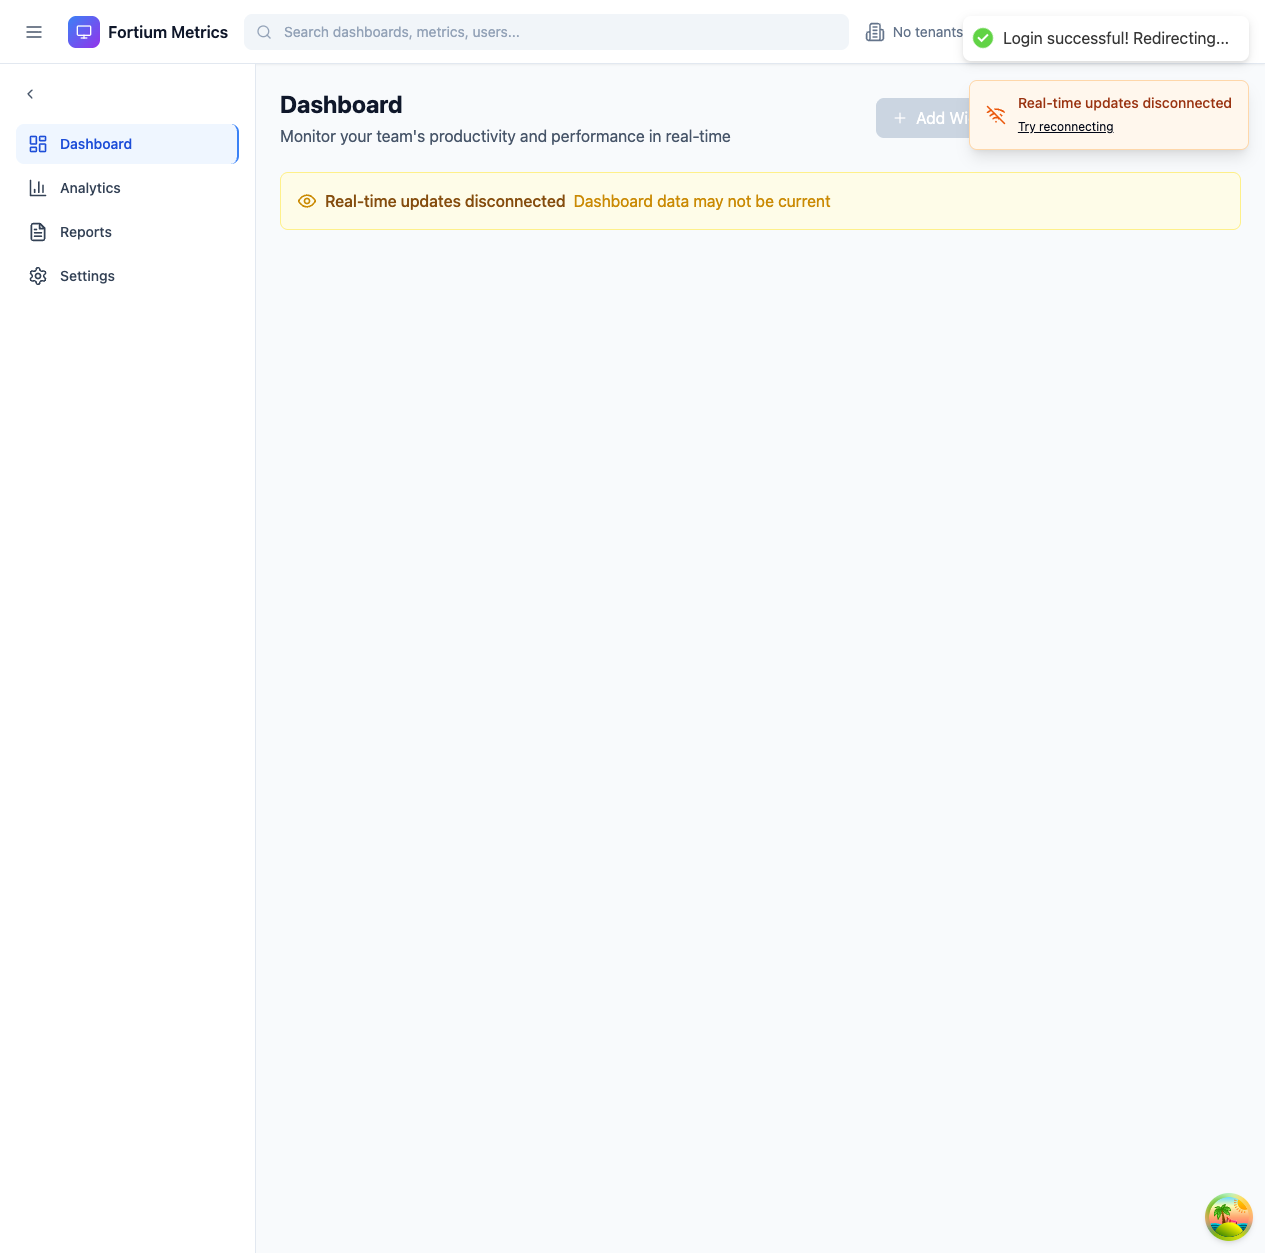 Fortium Metrics
Search dashboards, metrics, users...
No tenants
Login successful! Redirecting...
Real-time updates disconnected
Try reconnecting
Dashboard
Analytics
Reports
Settings
Dashboard
Monitor your team's productivity and performance in real-time
Add
Real-time updates disconnected Dashboard data may not be current